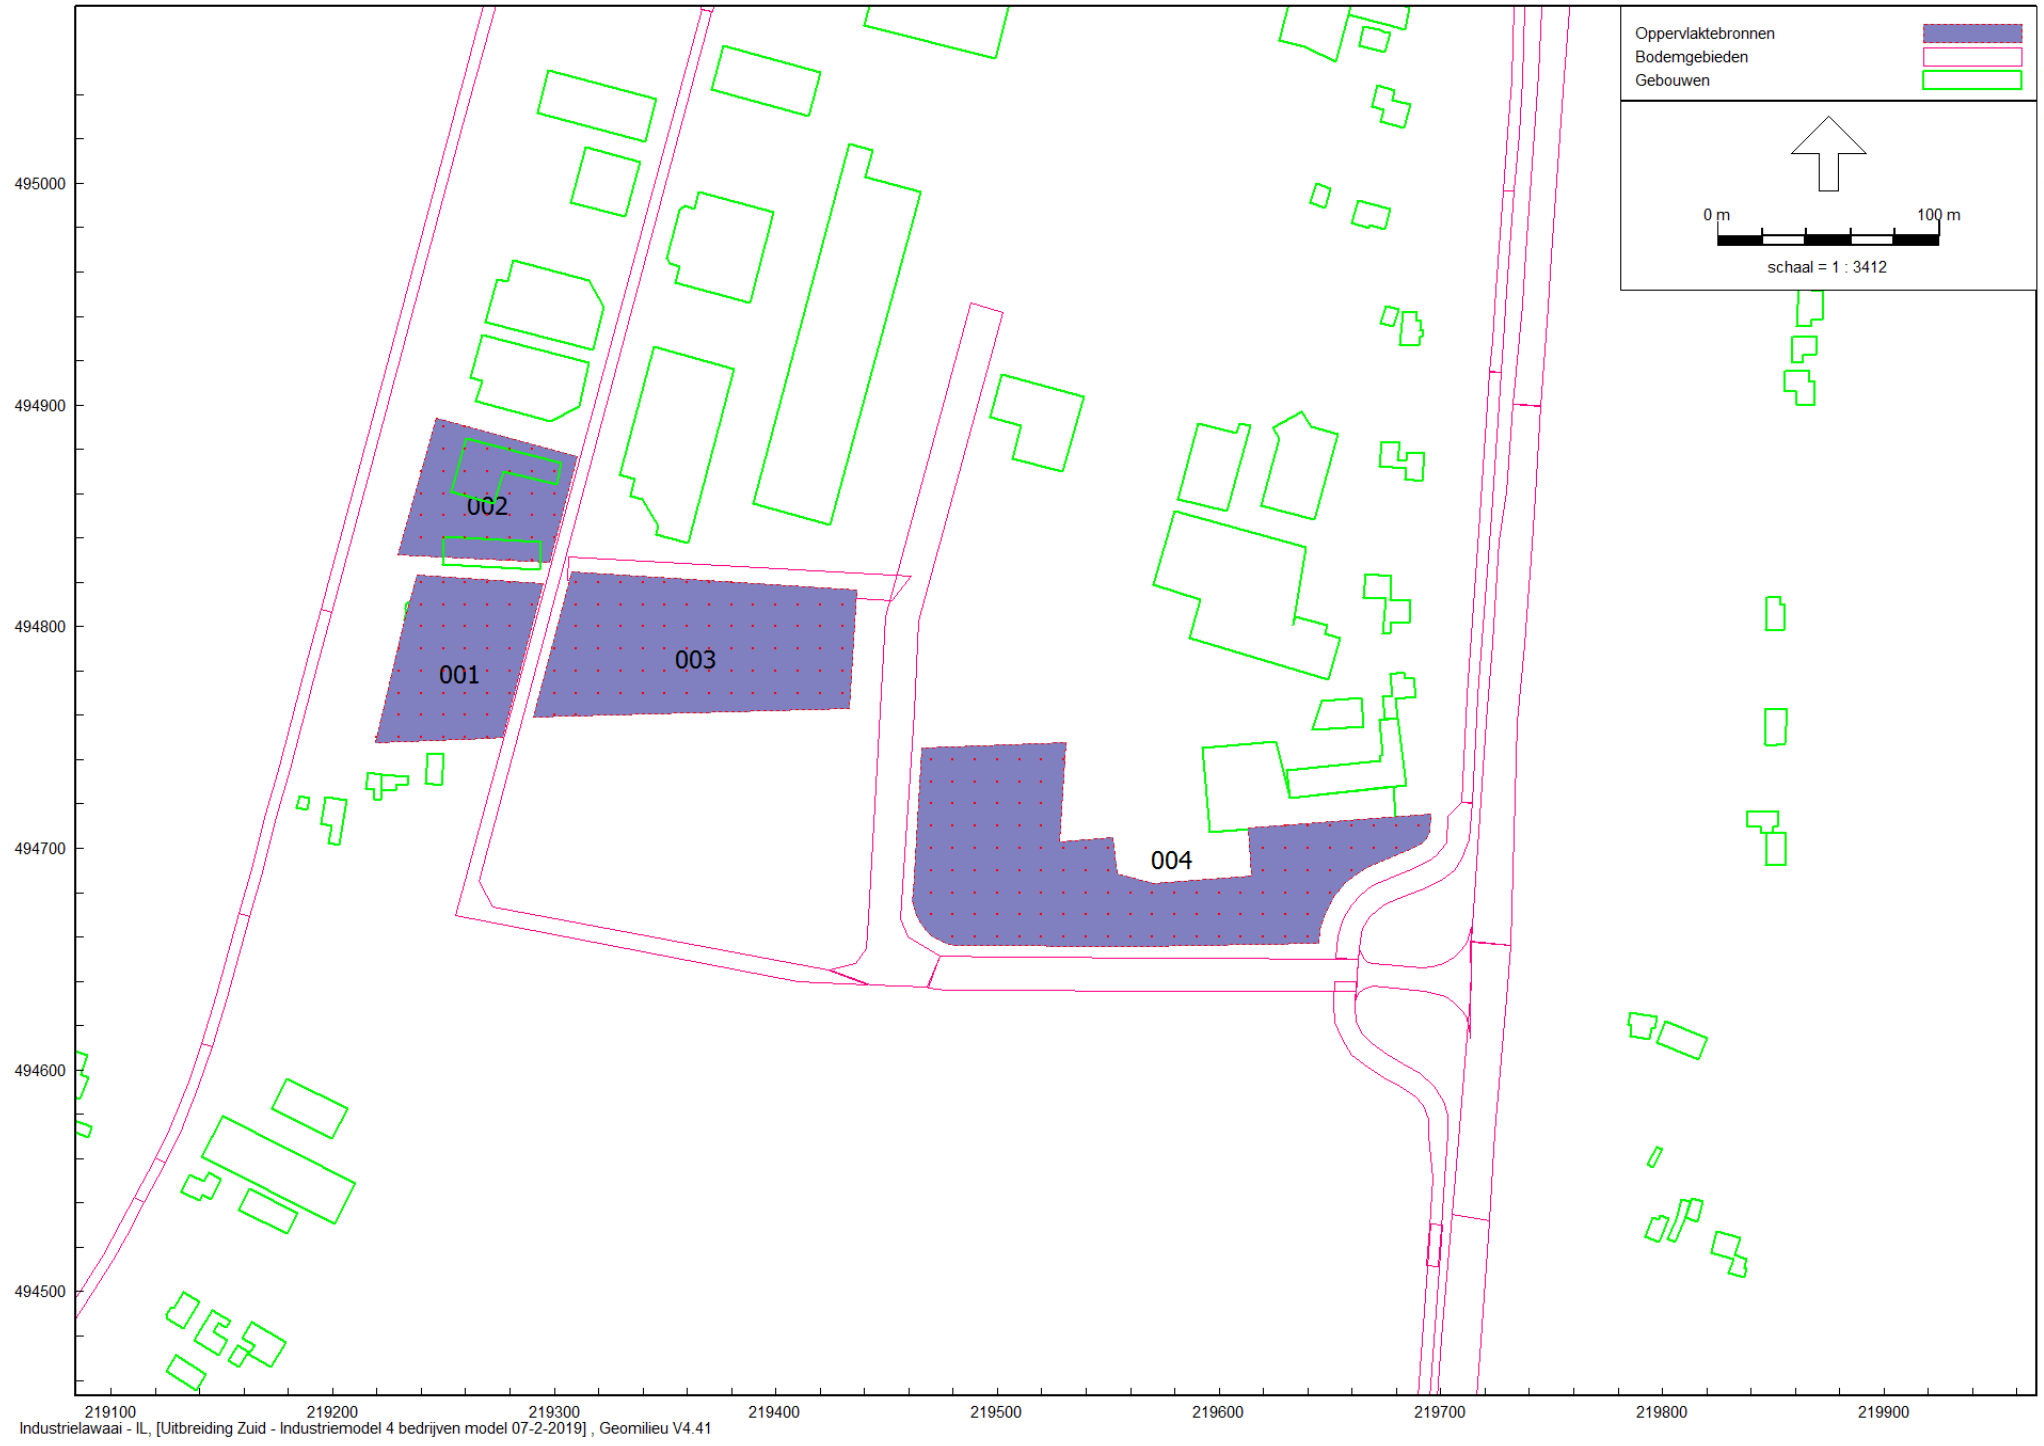 Oppervlaktebronnen
Bodemgebieden
Gebouwen
0 m 100 m
schaal = 1 : 3412
495000
494900
002
494800
003
001
494700
004
494600
494500
219100 219200 219300 219400 219500 219600 219700 219800 219900
Industrielawaai - IL, [Uitbreiding Zuid - Industriemodel 4 bedrijven model 07-2-2019] , Geomilieu V4.41